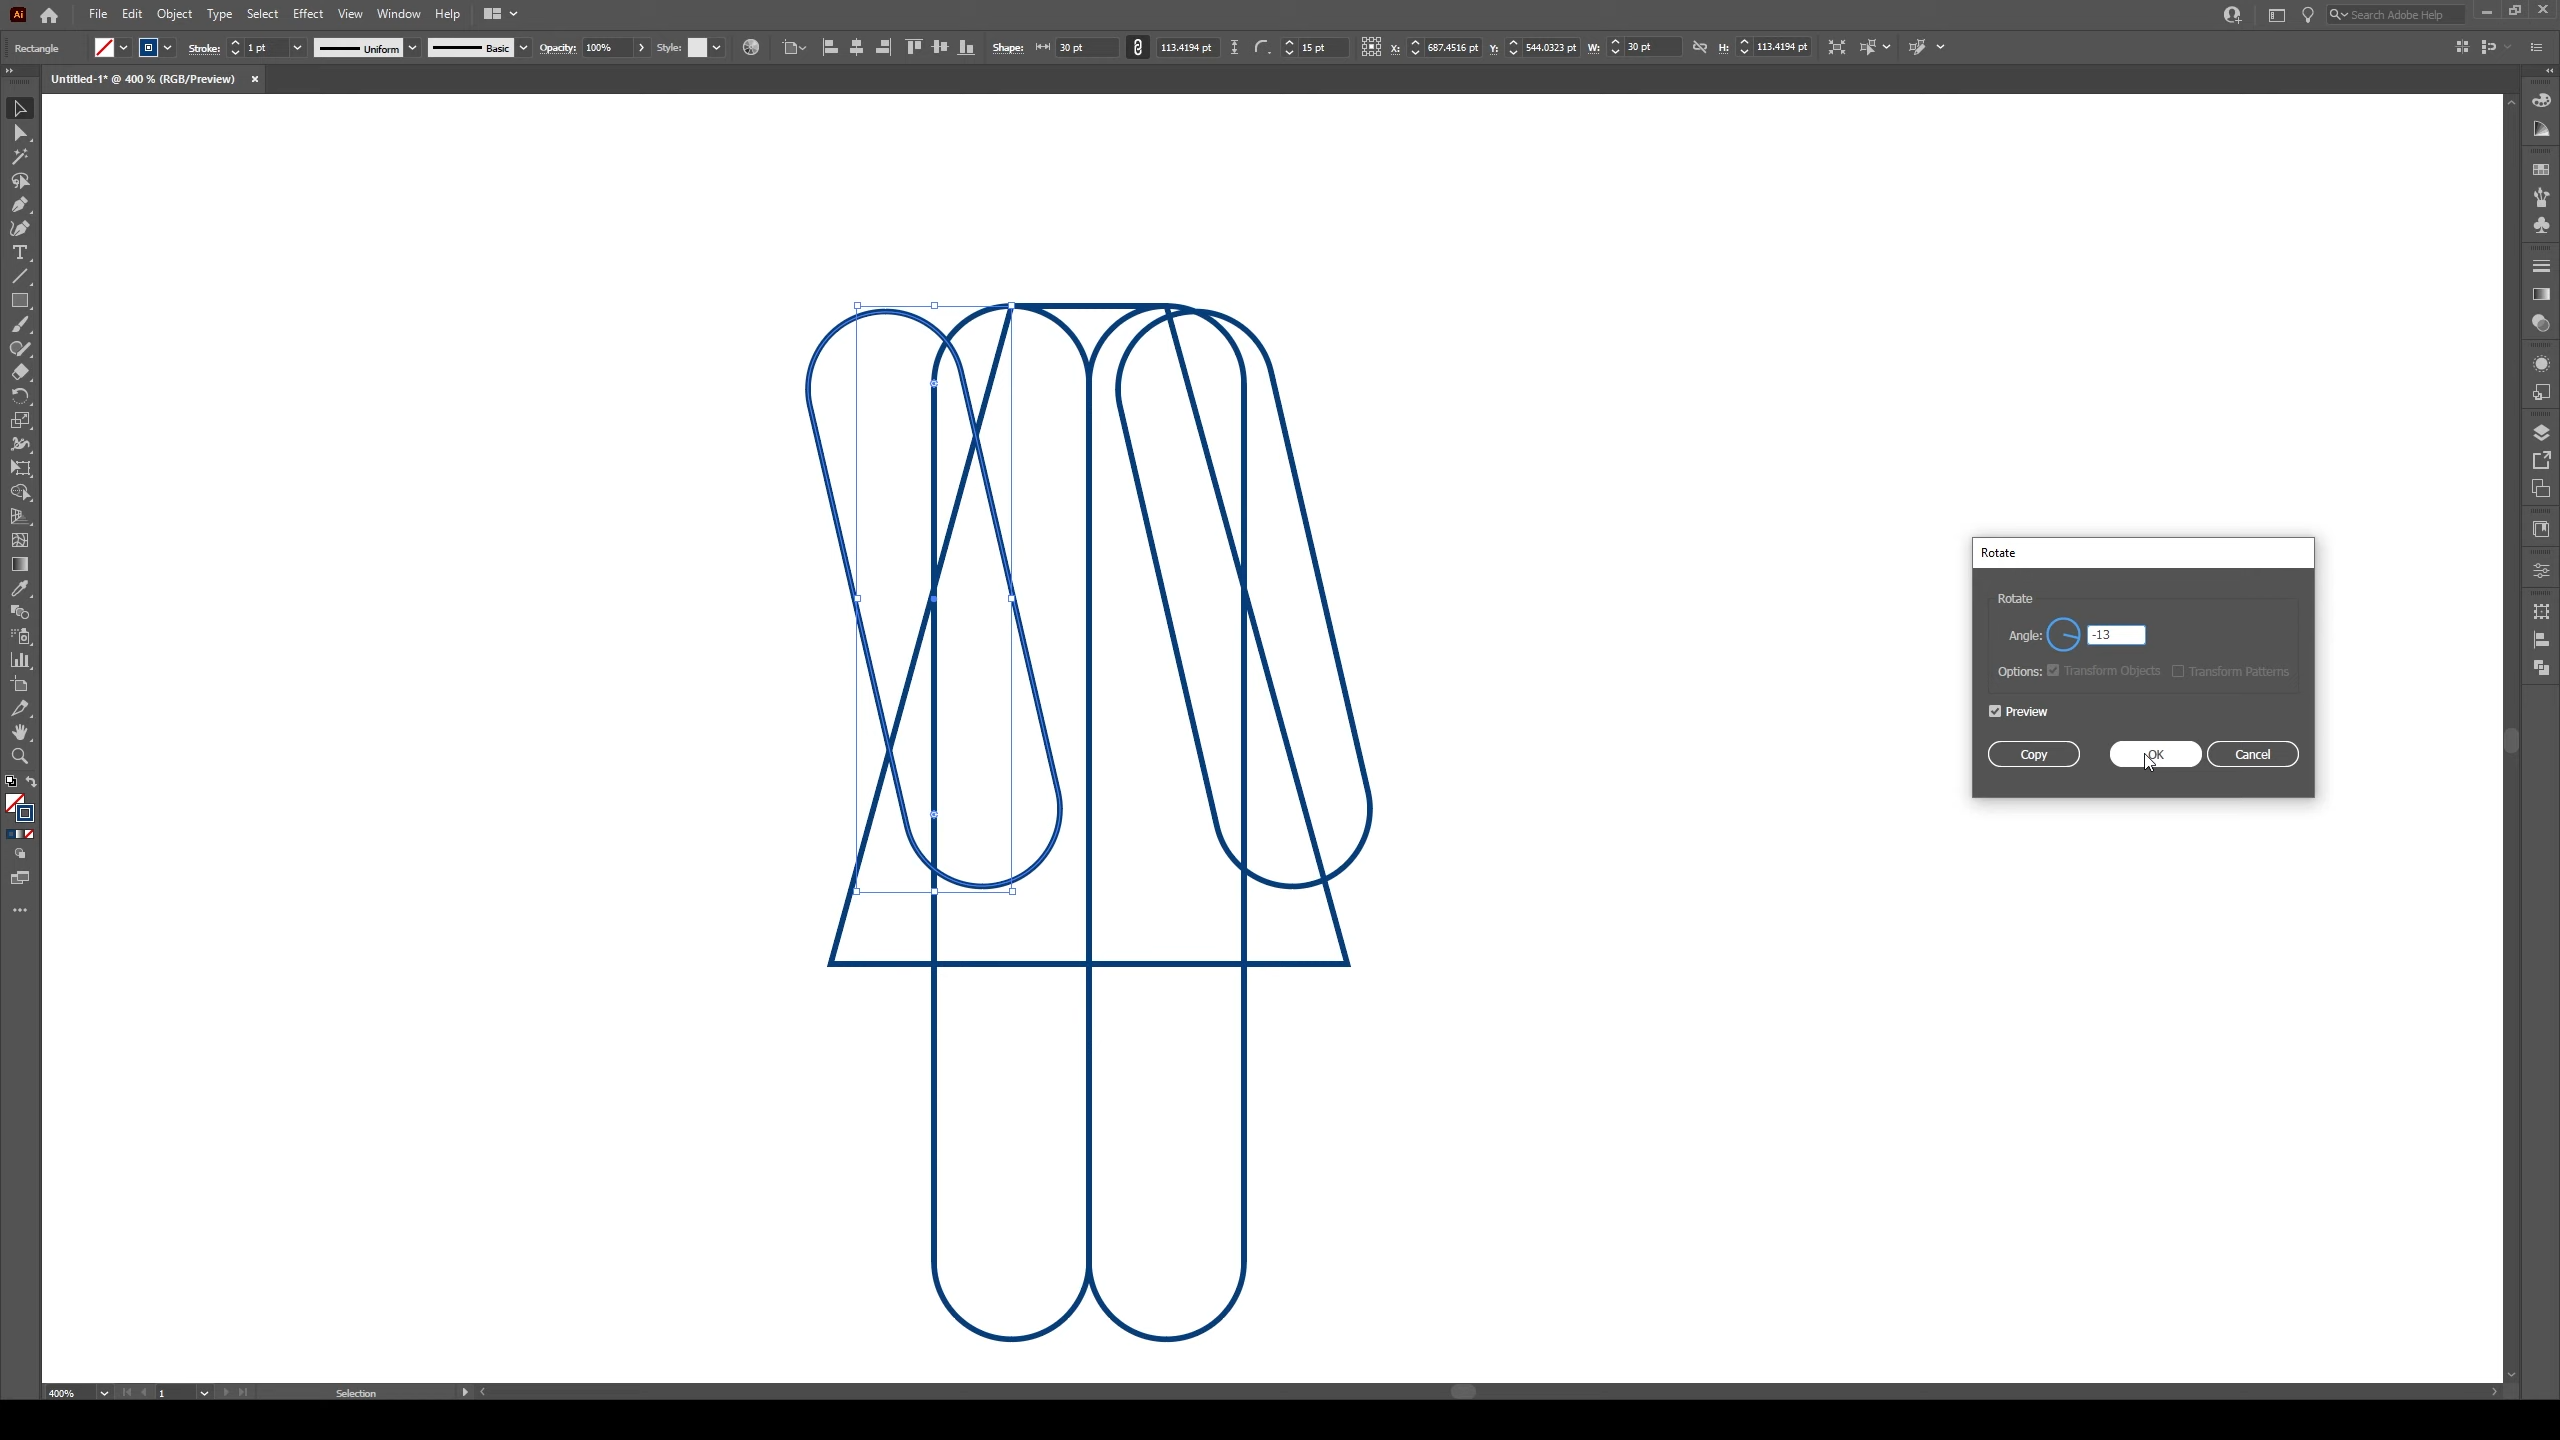 Ai File Edit Object Type Select Effect View Window Help Search Adobe Help
Rectangle Stroke: 1 pt Uniform Basic Opacity: 100% Style: Shape: 30 pt 113.4194 pt 15 pt X: 687.4516 pt Y: 544.0323 pt W: 30 pt H: 113.4194 pt
Untitled-1* @ 400 % (RGB/Preview) ×
Rotate
Rotate
Angle: -13
Options: Transform Objects Transform Patterns
Preview
Copy OK Cancel
400% 1 Selection